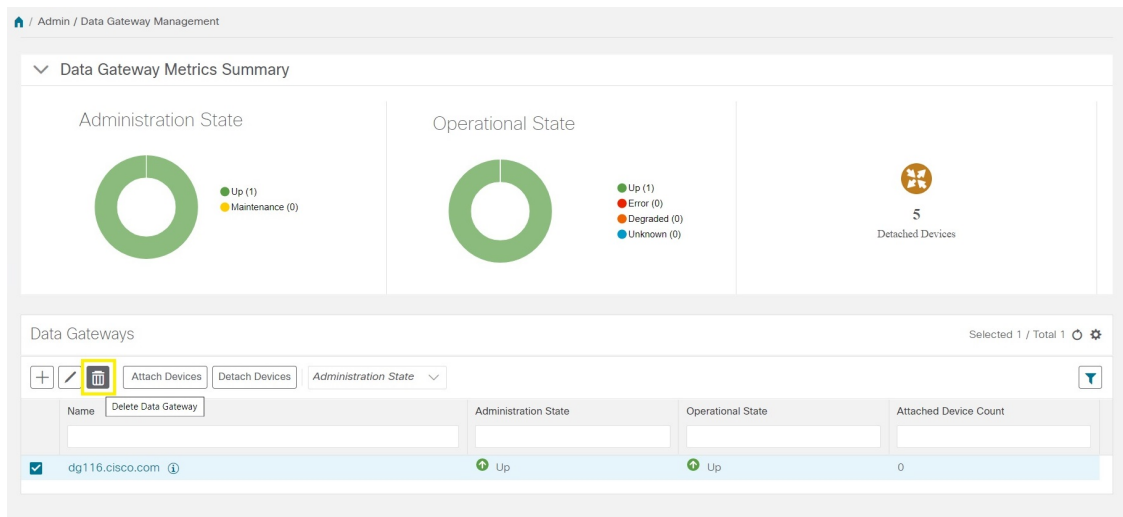 / Admin / Data Gateway Management
Data Gateway Metrics Summary
Administration State
Up (1)
Maintenance (0)
Operational State
Up (1)
Error (0)
Degraded (0)
Unknown (0)
5
Detached Devices
Data Gateways
Selected 1 / Total 1
Attach Devices Detach Devices Administration State
Delete Data Gateway
Name Administration State Operational State Attached Device Count
dg116.cisco.com Up Up 0